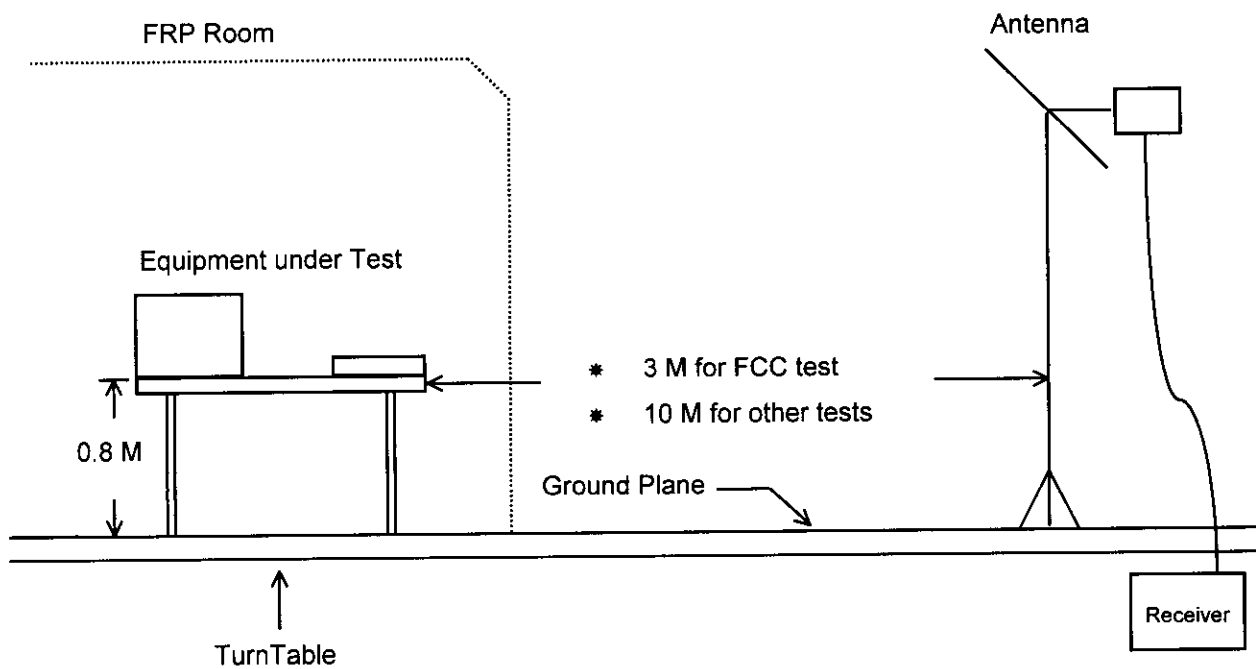 FRP Room
Antenna
Equipment under Test
* 3 M for FCC test
* 10 M for other tests
0.8 M
Ground Plane
Receiver
TurnTable